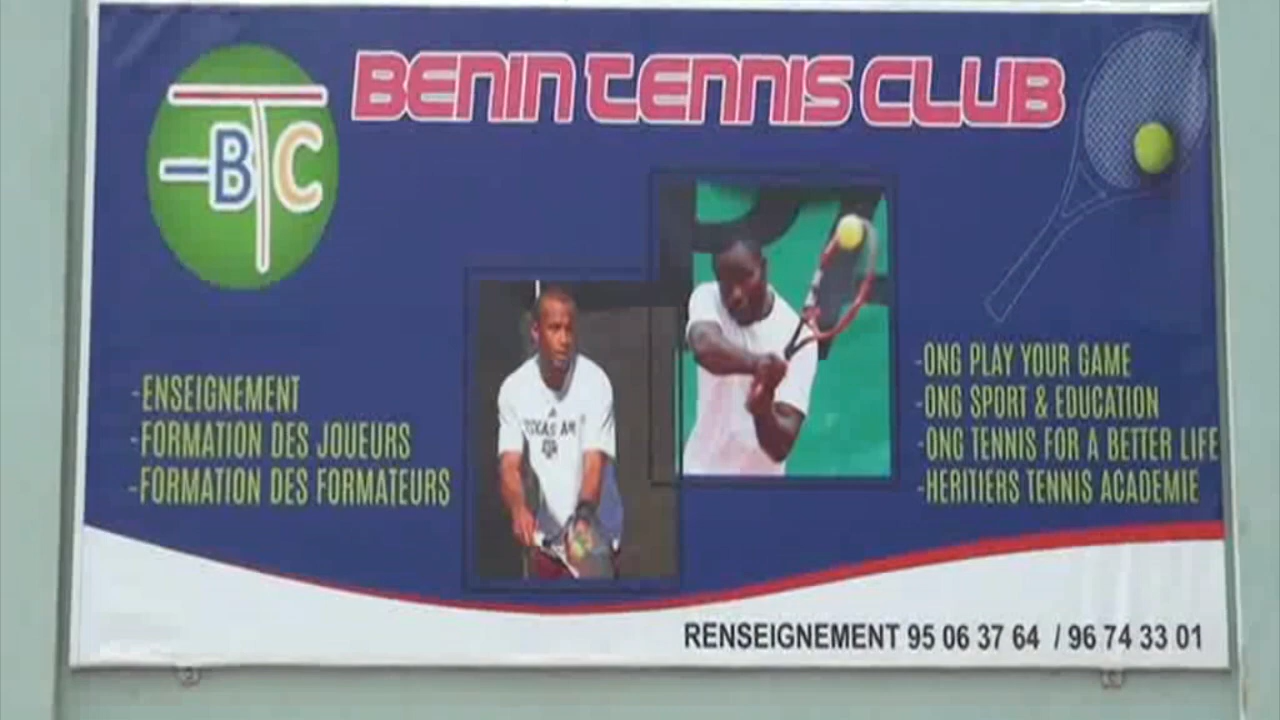 BENIN TENNIS CLUB
BTC
-ENSEIGNEMENT
-FORMATION DES JOUEURS
-FORMATION DES FORMATEURS
TEXAS A&M
-ONG PLAY YOUR GAME
-ONG SPORT & EDUCATION
-ONG TENNIS FOR A BETTER LIFE
-HERITIERS TENNIS ACADEMIE
RENSEIGNEMENT 95 06 37 64 / 96 74 33 01